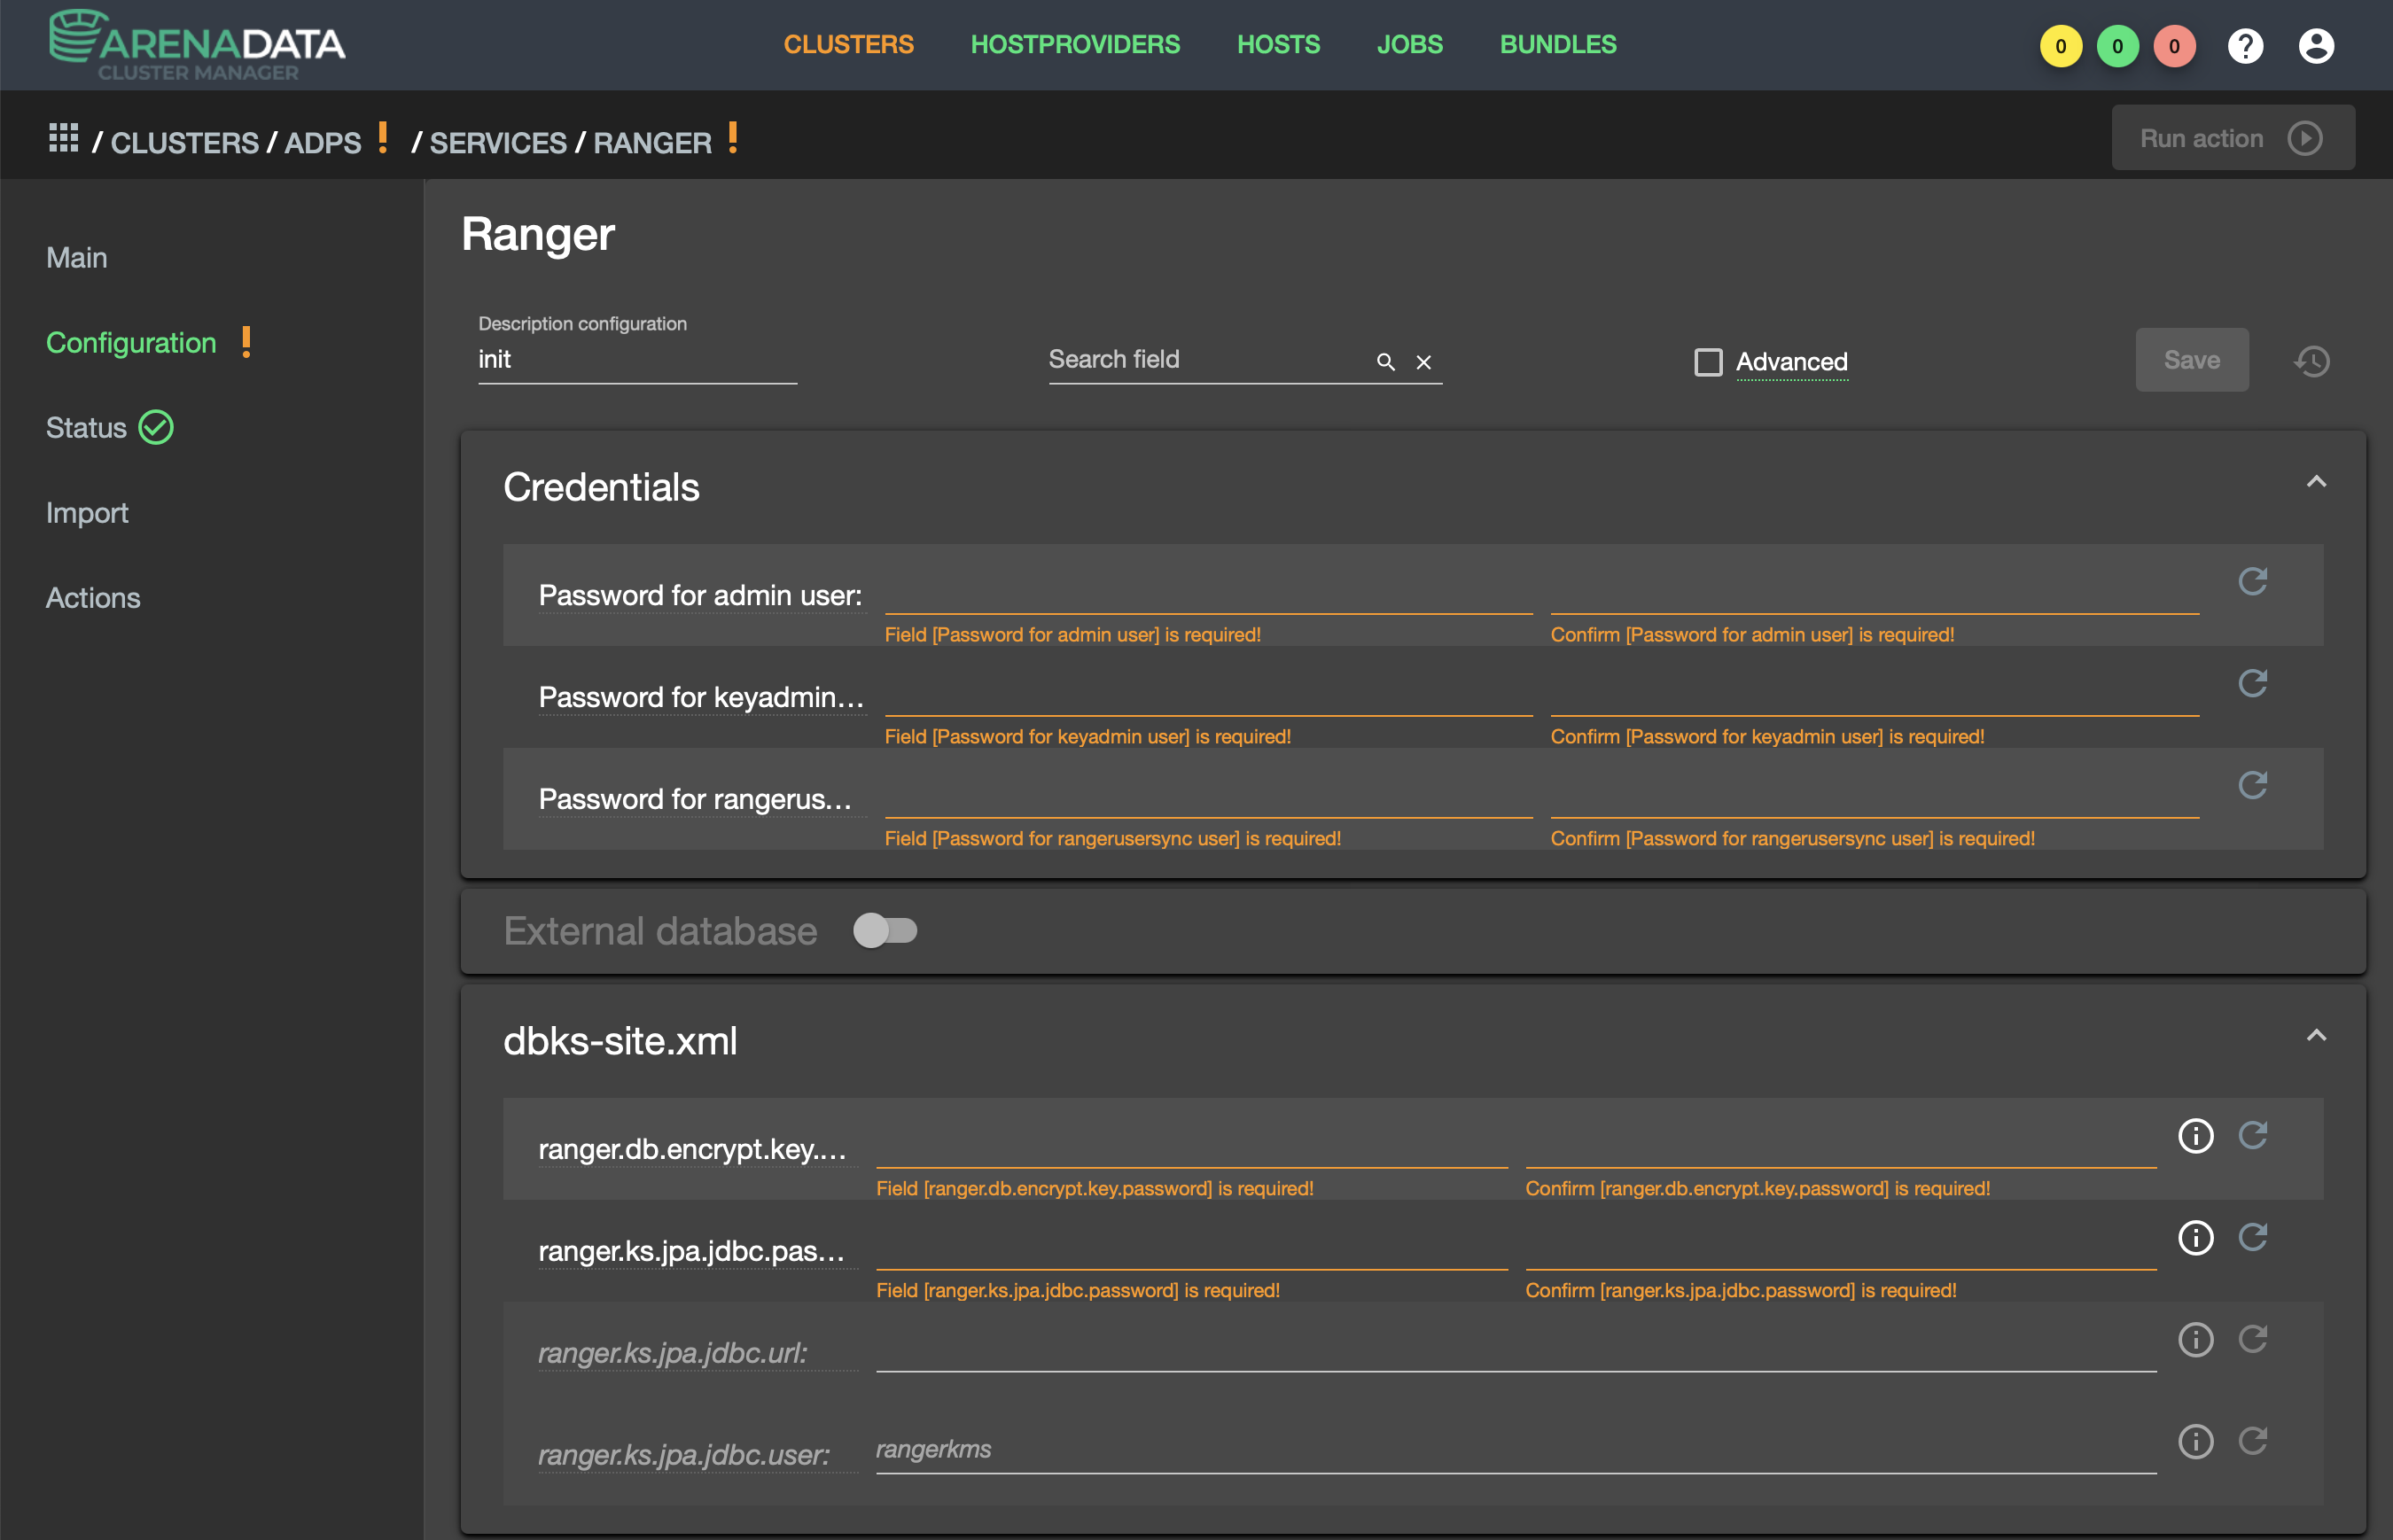 ARENADATA
CLUSTER MANAGER
CLUSTERS
HOSTPROVIDERS
HOSTS
JOBS
BUNDLES
0
0
0
?
/ CLUSTERS / ADPS ! / SERVICES / RANGER !
Run action
Main
Configuration !
Status
Import
Actions
Ranger
Description configuration
init
Search field
Advanced
Save
Credentials
Password for admin user:
Field [Password for admin user] is required!
Confirm [Password for admin user] is required!
Password for keyadmin…
Field [Password for keyadmin user] is required!
Confirm [Password for keyadmin user] is required!
Password for rangerus…
Field [Password for rangerusersync user] is required!
Confirm [Password for rangerusersync user] is required!
External database
dbks-site.xml
ranger.db.encrypt.key.…
Field [ranger.db.encrypt.key.password] is required!
Confirm [ranger.db.encrypt.key.password] is required!
ranger.ks.jpa.jdbc.pas…
Field [ranger.ks.jpa.jdbc.password] is required!
Confirm [ranger.ks.jpa.jdbc.password] is required!
ranger.ks.jpa.jdbc.url:
ranger.ks.jpa.jdbc.user:
rangerkms